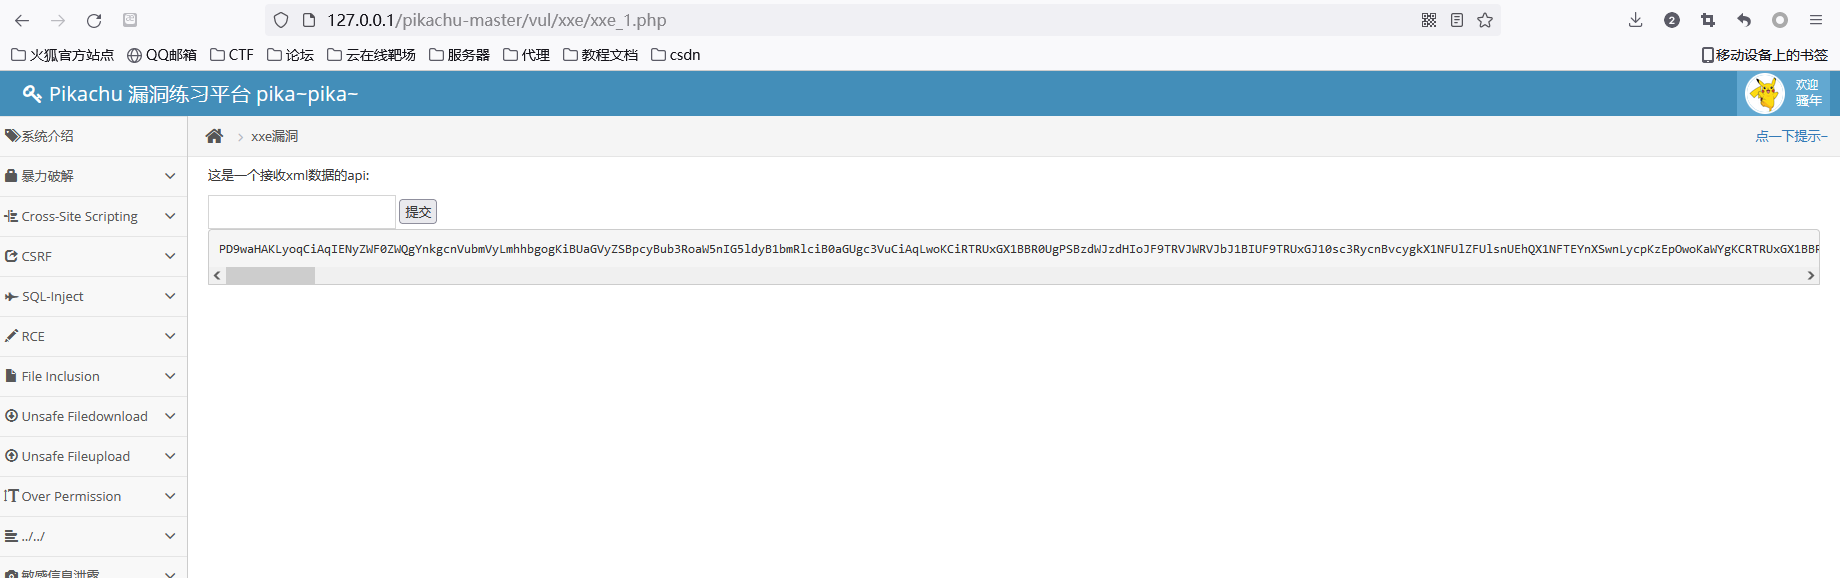 127.0.0.1/pikachu-master/vul/xxe/xxe_1.php
2
火狐官方站点 QQ邮箱 CTF 论坛 云在线靶场 服务器 代理 教程文档 csdn 移动设备上的书签
Pikachu 漏洞练习平台 pika~pika~
欢迎
骚年
系统介绍
xxe漏洞
点一下提示~
这是一个接收xml数据的api:
提交
暴力破解
Cross-Site Scripting
CSRF
SQL-Inject
RCE
File Inclusion
Unsafe Filedownload
Unsafe Fileupload
Over Permission
../../
敏感信息泄露